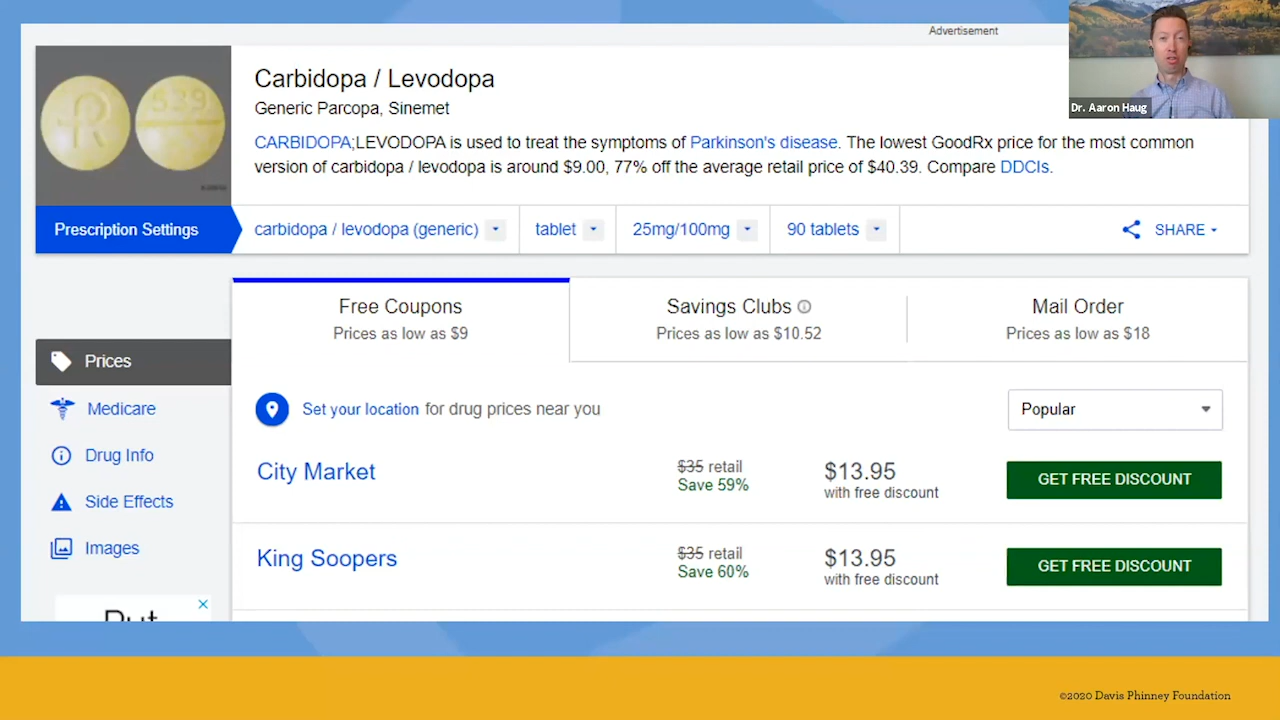 Advertisement
Dr. Aaron Haug
R 539
Carbidopa / Levodopa
Generic Parcopa, Sinemet
CARBIDOPA;LEVODOPA is used to treat the symptoms of Parkinson's disease. The lowest GoodRx price for the most common
version of carbidopa / levodopa is around $9.00, 77% off the average retail price of $40.39. Compare DDCIs.
Prescription Settings
carbidopa / levodopa (generic)
tablet
25mg/100mg
90 tablets
SHARE
Free Coupons
Prices as low as $9
Savings Clubs
Prices as low as $10.52
Mail Order
Prices as low as $18
Prices
Medicare
Drug Info
Side Effects
Images
Set your location for drug prices near you
Popular
City Market
$35 retail
Save 59%
$13.95
with free discount
GET FREE DISCOUNT
King Soopers
$35 retail
Save 60%
$13.95
with free discount
GET FREE DISCOUNT
©2020 Davis Phinney Foundation